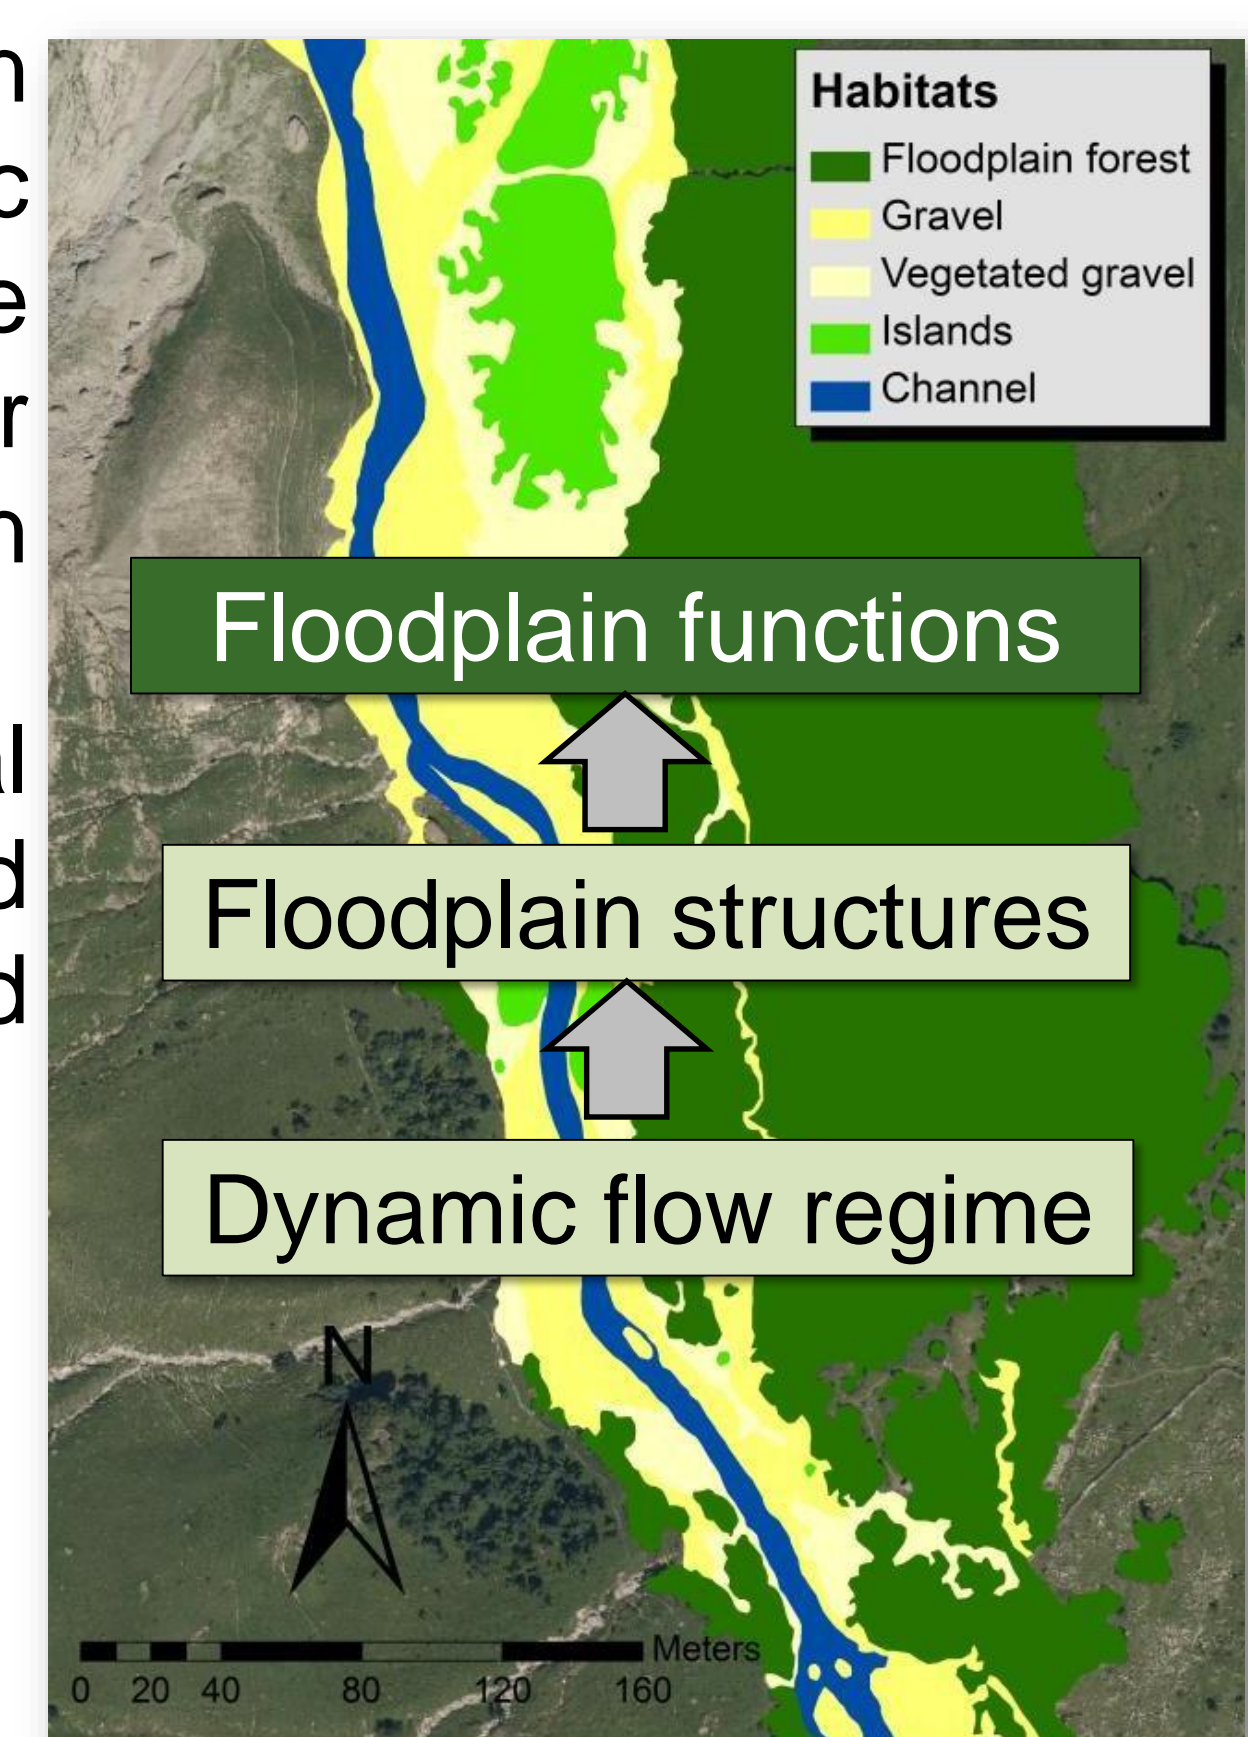 Habitats
Floodplain forest
Gravel
Vegetated gravel
Islands
Channel
Floodplain functions
Floodplain structures
Dynamic flow regime
N
Meters
0 20 40 80 120 160